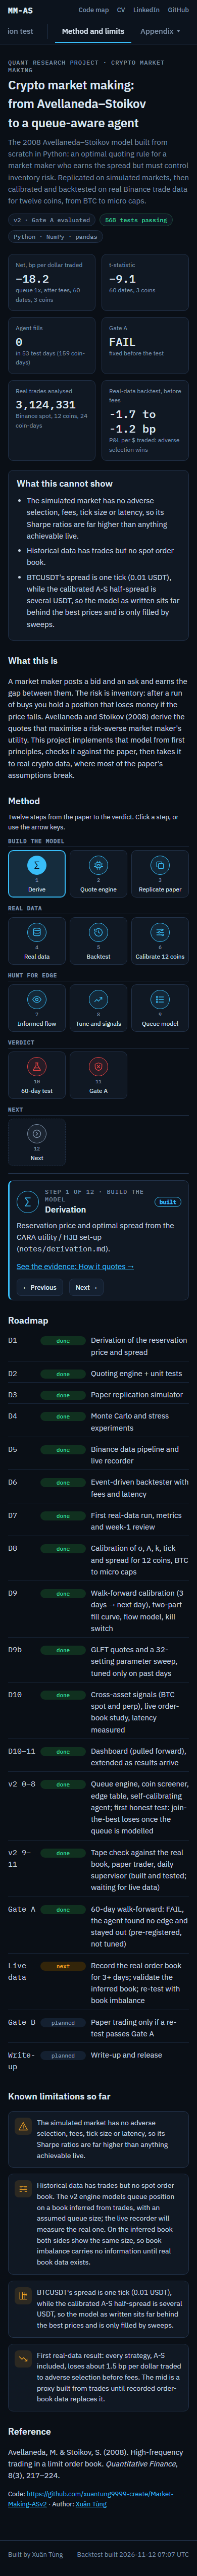 MM-AS
Code map CV LinkedIn GitHub
ion test Method and limits Appendix
QUANT RESEARCH PROJECT · CRYPTO MARKET
MAKING
Crypto market making:
from Avellaneda–Stoikov
to a queue-aware agent
The 2008 Avellaneda–Stoikov model built from
scratch in Python: an optimal quoting rule for a
market maker who earns the spread but must control
inventory risk. Replicated on simulated markets, then
calibrated and backtested on real Binance trade data
for twelve coins, from BTC to micro caps.
v2 · Gate A evaluated
560 tests passing
Python · NumPy · pandas
Net, bp per dollar traded
−18.2
queue 1x, after fees, 60
dates, 3 coins
t-statistic
−9.1
60 dates, 3 coins
Agent fills
0
in 53 test days (159 coin-
days)
Gate A
FAIL
fixed before the test
Real trades analysed
3,124,331
Binance spot, 12 coins, 24
coin-days
Real-data backtest, before
fees
-1.7 to
-1.2 bp
P&L per $ traded: adverse
selection wins
What this cannot show
• The simulated market has no adverse
selection, fees, tick size or latency, so its
Sharpe ratios are far higher than anything
achievable live.
• Historical data has trades but no spot order
book.
• BTCUSDT's spread is one tick (0.01 USDT),
while the calibrated A-S half-spread is
several USDT, so the model as written sits far
behind the best prices and is only filled by
sweeps.
What this is
A market maker posts a bid and an ask and earns the
gap between them. The risk is inventory: after a run
of buys you hold a position that loses money if the
price falls. Avellaneda and Stoikov (2008) derive the
quotes that maximise a risk-averse market maker's
utility. This project implements that model from first
principles, checks it against the paper, then takes it
to real crypto data, where most of the paper's
assumptions break.
Method
Twelve steps from the paper to the verdict. Click a step, or
use the arrow keys.
BUILD THE MODEL
1
Derive
2
Quote engine
3
Replicate paper
REAL DATA
4
Real data
5
Backtest
6
Calibrate 12 coins
HUNT FOR EDGE
7
Informed flow
8
Tune and signals
9
Queue model
VERDICT
10
60-day test
11
Gate A
NEXT
12
Next
STEP 1 OF 12 · BUILD THE
MODEL
Derivation
built
Reservation price and optimal spread from the
CARA utility / HJB set-up
(notes/derivation.md).
See the evidence: How it quotes →
← Previous Next →
Roadmap
D1 done Derivation of the reservation
price and spread
D2 done Quoting engine + unit tests
D3 done Paper replication simulator
D4 done Monte Carlo and stress
experiments
D5 done Binance data pipeline and
live recorder
D6 done Event-driven backtester with
fees and latency
D7 done First real-data run, metrics
and week-1 review
D8 done Calibration of σ, A, k, tick
and spread for 12 coins, BTC
to micro caps
D9 done Walk-forward calibration (3
days → next day), two-part
fill curve, flow model, kill
switch
D9b done GLFT quotes and a 32-
setting parameter sweep,
tuned only on past days
D10 done Cross-asset signals (BTC
spot and perp), live order-
book study, latency
measured
D10–11 done Dashboard (pulled forward),
extended as results arrive
v2 0–8 done Queue engine, coin screener,
edge table, self-calibrating
agent; first honest test: join-
the-best loses once the
queue is modelled
v2 9–
11 done Tape check against the real
book, paper trader, daily
supervisor (built and tested;
waiting for live data)
Gate A done 60-day walk-forward: FAIL,
the agent found no edge and
stayed out (pre-registered,
not tuned)
Live
data next Record the real order book
for 3+ days; validate the
inferred book; re-test with
book imbalance
Gate B planned Paper trading only if a re-
test passes Gate A
Write-
up planned Write-up and release
Known limitations so far
The simulated market has no adverse
selection, fees, tick size or latency, so its
Sharpe ratios are far higher than anything
achievable live.
Historical data has trades but no spot order
book. The v2 engine models queue position
on a book inferred from trades, with an
assumed queue size; the live recorder will
measure the real one. On the inferred book
both sides show the same size, so book
imbalance carries no information until real
book data exists.
BTCUSDT's spread is one tick (0.01 USDT),
while the calibrated A-S half-spread is several
USDT, so the model as written sits far behind
the best prices and is only filled by sweeps.
First real-data result: every strategy, A-S
included, loses about 1.5 bp per dollar traded
to adverse selection before fees. The mid is a
proxy built from trades until recorded order-
book data replaces it.
Reference
Avellaneda, M. & Stoikov, S. (2008). High-frequency
trading in a limit order book. Quantitative Finance,
8(3), 217–224.
Code: https://github.com/xuantung9999-create/Market-
Making-ASv2 · Author: Xuân Tùng
Built by Xuân Tùng Backtest built 2026-11-12 07:07 UTC